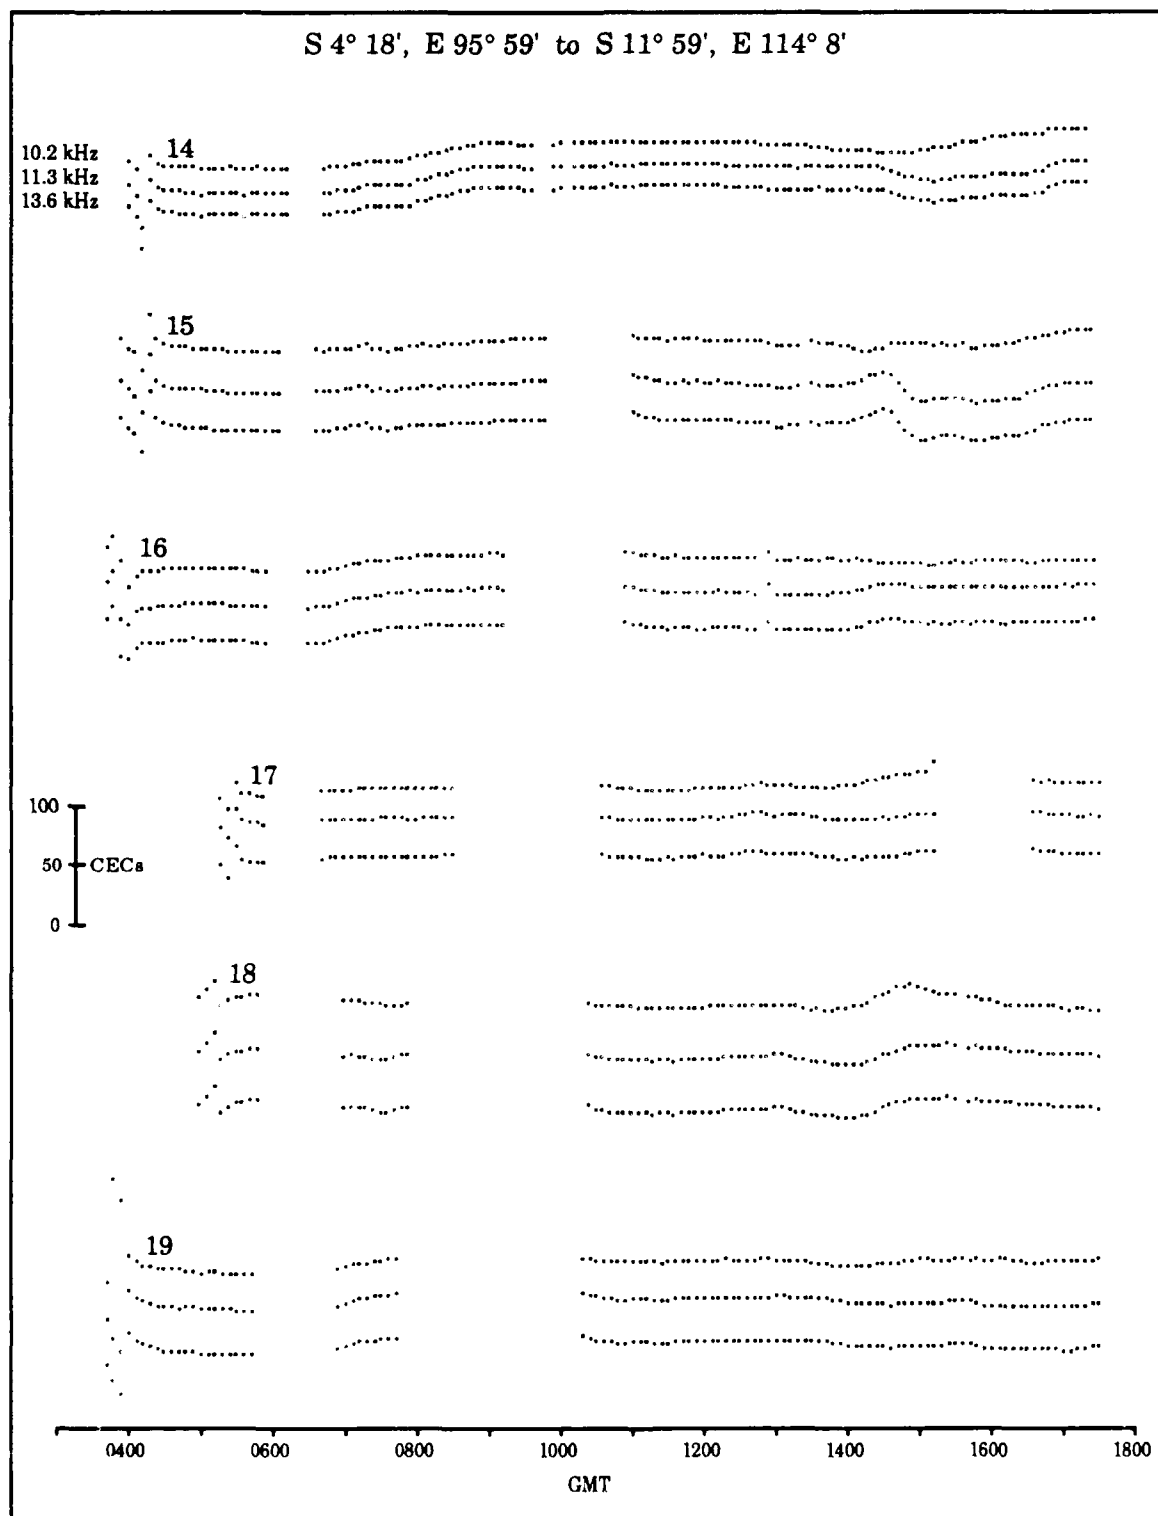 S 4° 18', E 95° 59' to S 11° 59', E 114° 8'
10.2 kHz
14
11.3 kHz
13.6 kHz
15
16
17
100
50 CECs
0
18
19
0400 0600 0800 1000 1200 1400 1600 1800
GMT